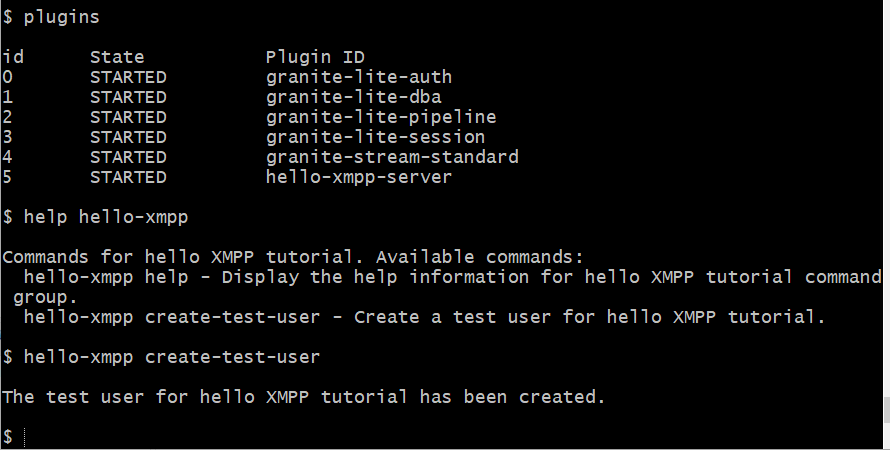 $ plugins
id State Plugin ID
0 STARTED granite-lite-auth
1 STARTED granite-lite-dba
2 STARTED granite-lite-pipeline
3 STARTED granite-lite-session
4 STARTED granite-stream-standard
5 STARTED hello-xmpp-server
$ help hello-xmpp
Commands for hello XMPP tutorial. Available commands:
hello-xmpp help - Display the help information for hello XMPP tutorial command
group.
hello-xmpp create-test-user - Create a test user for hello XMPP tutorial.
$ hello-xmpp create-test-user
The test user for hello XMPP tutorial has been created.
$